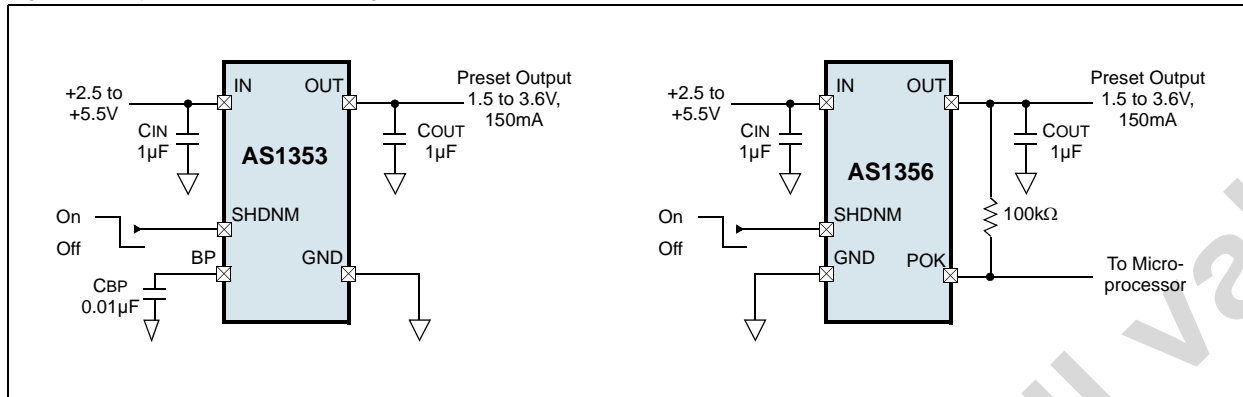 +2.5 to
+5.5V
CIN
1µF
IN
OUT
AS1353
Preset Output
1.5 to 3.6V,
150mA
COUT
1µF
On
Off
SHDNM
BP
GND
CBP
0.01µF
+2.5 to
+5.5V
CIN
1µF
IN
OUT
AS1356
Preset Output
1.5 to 3.6V,
150mA
COUT
1µF
100kΩ
On
Off
SHDNM
GND
POK
To Micro-
processor